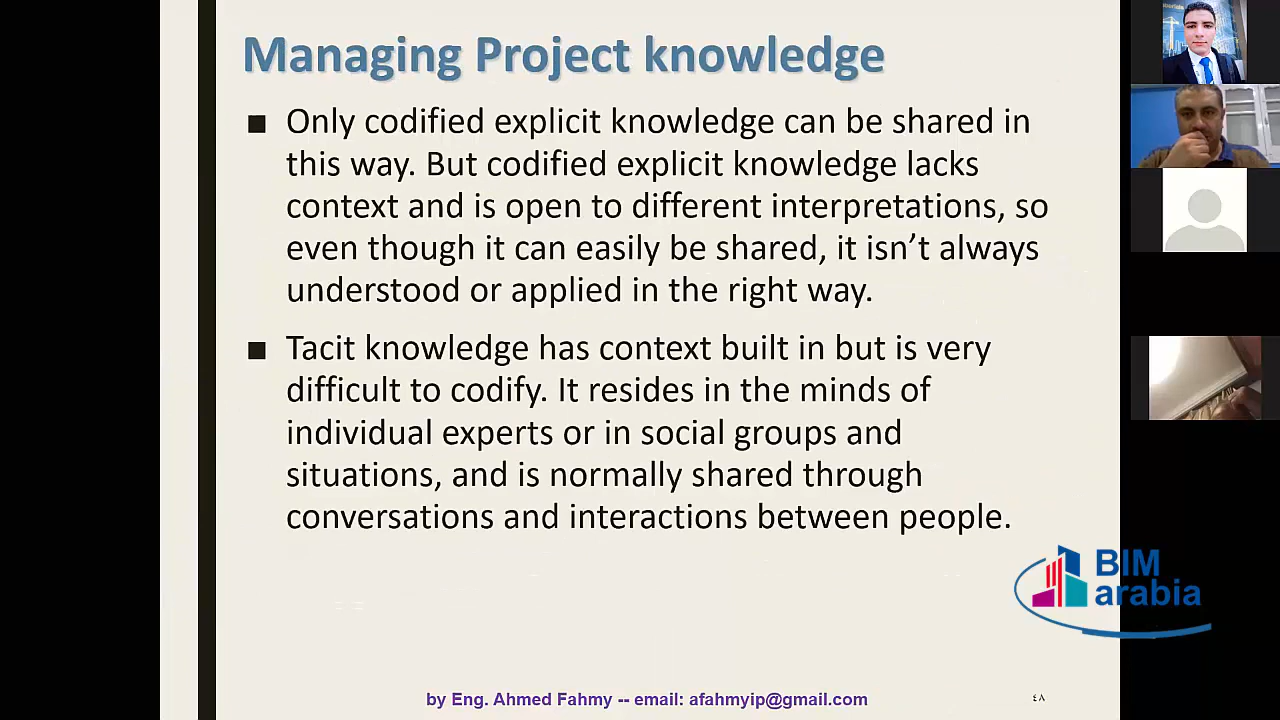 Managing Project knowledge
■ Only codified explicit knowledge can be shared in
this way. But codified explicit knowledge lacks
context and is open to different interpretations, so
even though it can easily be shared, it isn’t always
understood or applied in the right way.
■ Tacit knowledge has context built in but is very
difficult to codify. It resides in the minds of
individual experts or in social groups and
situations, and is normally shared through
conversations and interactions between people.
BIM
arabia
by Eng. Ahmed Fahmy -- email: afahmyip@gmail.com
٤٨